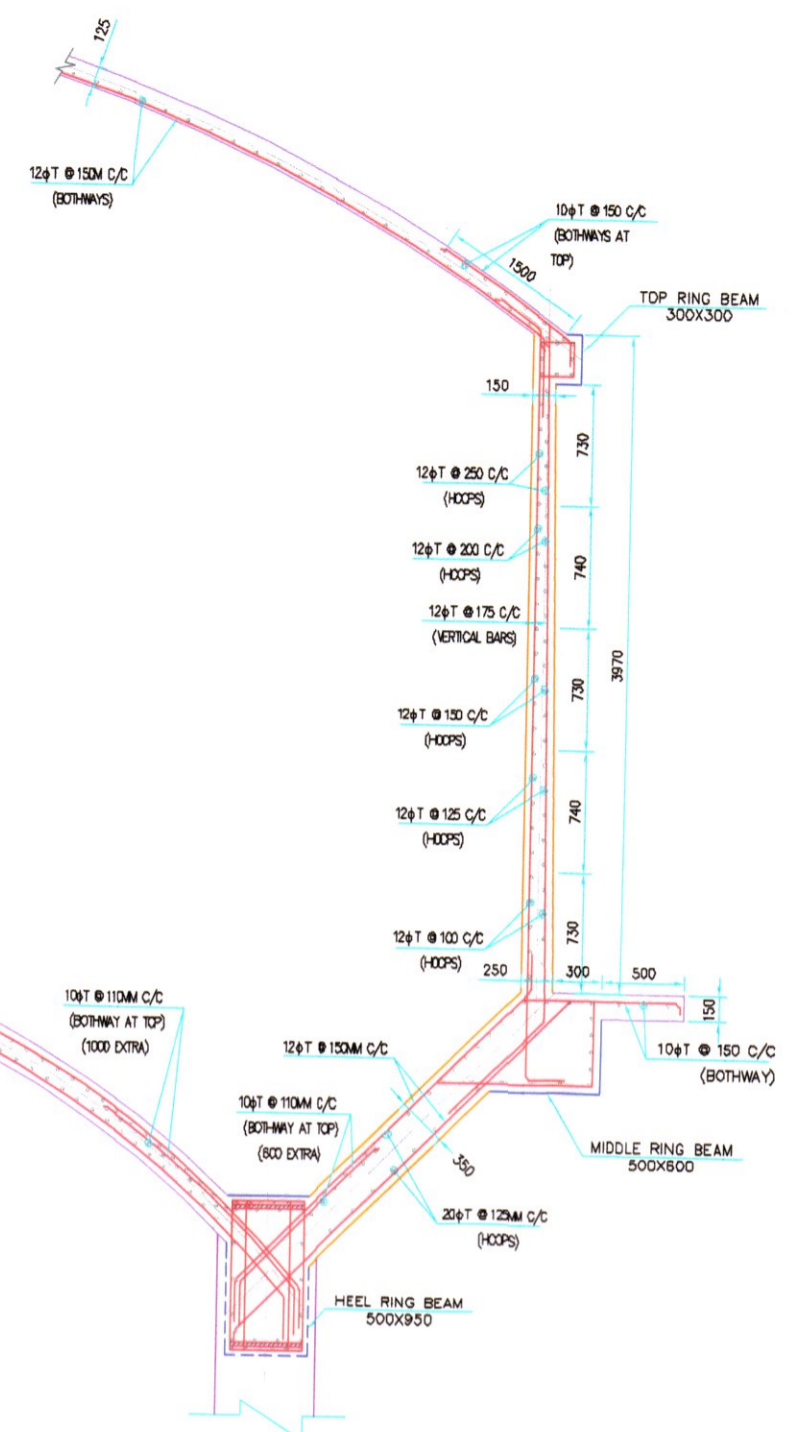 125
12ϕT @ 150M C/C
(BOTHWAYS)
10ϕT @ 150 C/C
(BOTHWAYS AT
TOP)
1500
TOP RING BEAM
300X300
150
730
12ϕT @ 250 C/C
(HOOPS)
12ϕT @ 200 C/C
(HOOPS)
740
12ϕT @ 175 C/C
(VERTICAL BARS)
3970
730
12ϕT @ 150 C/C
(HOOPS)
12ϕT @ 125 C/C
(HOOPS)
740
12ϕT @ 100 C/C
(HOOPS)
730
250
300
500
150
10ϕT @ 110MM C/C
(BOTHWAY AT TOP)
(1000 EXTRA)
12ϕT @ 150MM C/C
10ϕT @ 150 C/C
(BOTHWAY)
10ϕT @ 110MM C/C
(BOTHWAY AT TOP)
(600 EXTRA)
350
MIDDLE RING BEAM
500X600
20ϕT @ 125MM C/C
(HOOPS)
HEEL RING BEAM
500X950